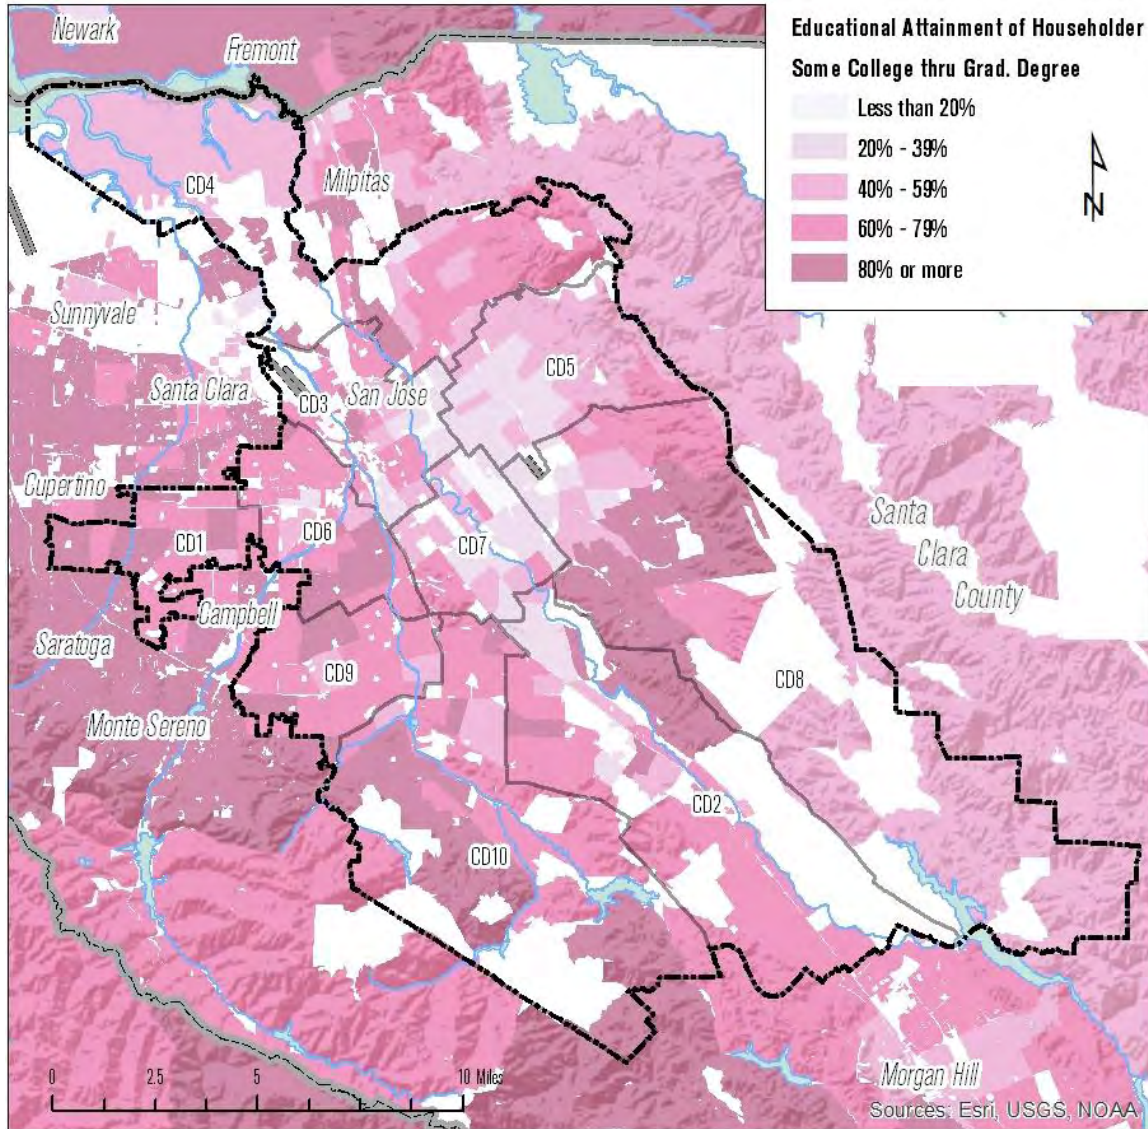 Educational Attainment of Householder
Some College thru Grad. Degree
Less than 20%
20% - 39%
40% - 59%
60% - 79%
80% or more
N
Newark
Fremont
CD4
Milpitas
Sunnyvale
Santa Clara
CD3
San Jose
CD5
Cupertino
CD1
CD6
CD7
Santa
Clara
County
Campbell
Saratoga
CD9
CD8
Monte Sereno
CD2
CD10
Morgan Hill
0 2.5 5 10 Miles
Sources: Esri, USGS, NOAA